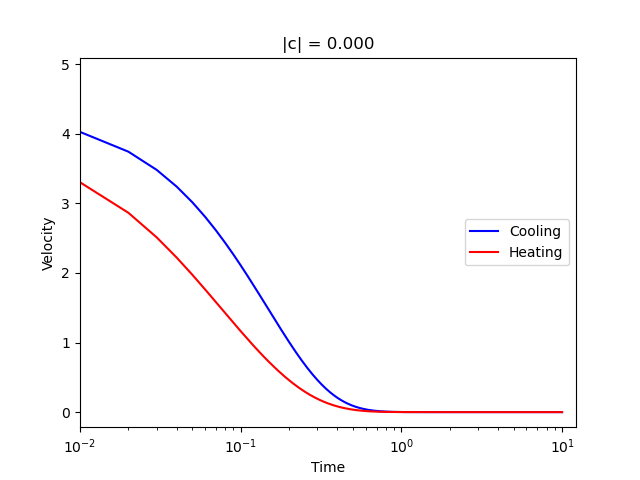 |c| = 0.000
5
4
3
2
1
0
Velocity
Cooling
Heating
10⁻²
10⁻¹
10⁰
10¹
Time